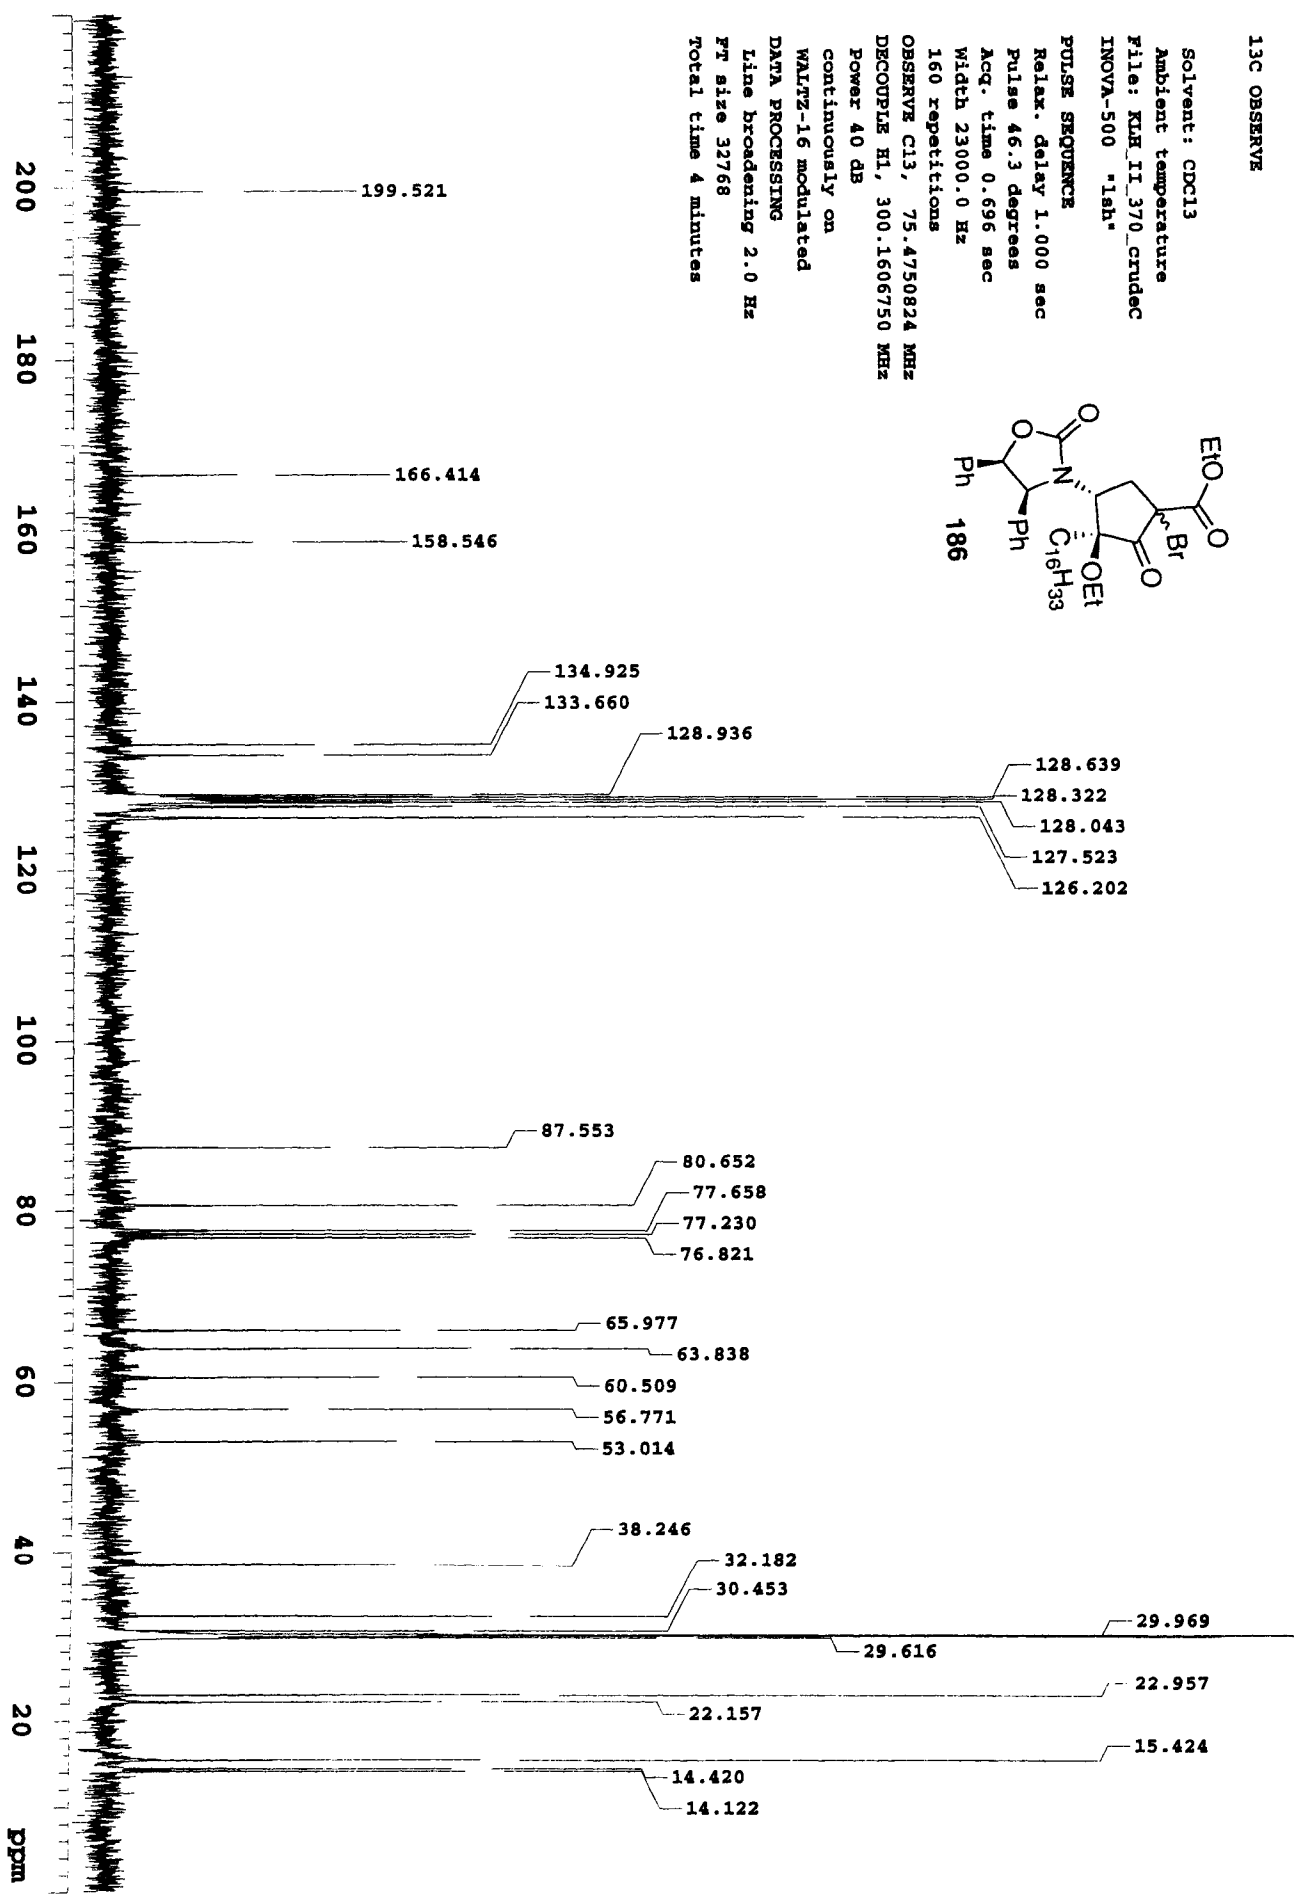 13C OBSERVE
Solvent: CDCl3
Ambient temperature
File: KLH_II_370_crudeC
INOVA-500 "lsh"
PULSE SEQUENCE
Relax. delay 1.000 sec
Pulse 46.3 degrees
Acq. time 0.696 sec
Width 23000.0 Hz
160 repetitions
OBSERVE C13, 75.4750824 MHz
DECOUPLE H1, 300.1606750 MHz
Power 40 dB
continuously on
WALTZ-16 modulated
DATA PROCESSING
Line broadening 2.0 Hz
FT size 32768
Total time 4 minutes
EtO
O
Br
O
O
O
N
OEt
C16H33
Ph
Ph
186
199.521
166.414
158.546
134.925
133.660
128.936
128.639
128.322
128.043
127.523
126.202
87.553
80.652
77.658
77.230
76.821
65.977
63.838
60.509
56.771
53.014
38.246
32.182
30.453
29.969
29.616
22.957
22.157
15.424
14.420
14.122
200 180 160 140 120 100 80 60 40 20 ppm